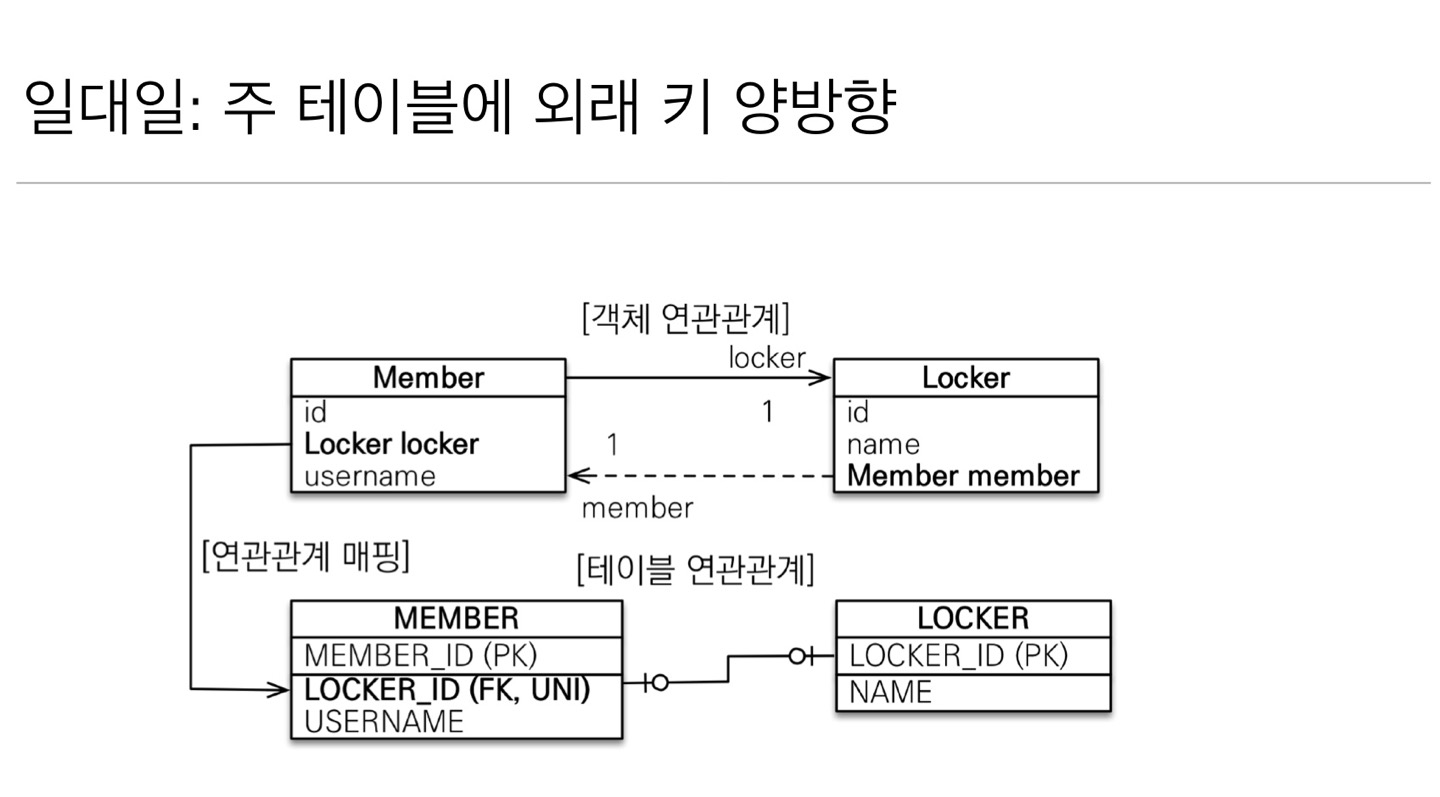 일대일: 주 테이블에 외래 키 양방향
[객체 연관관계]
locker
Member
id
Locker locker
username
1
1
member
Locker
id
name
Member member
[연관관계 매핑]
[테이블 연관관계]
MEMBER
MEMBER_ID (PK)
LOCKER_ID (FK, UNI)
USERNAME
LOCKER
LOCKER_ID (PK)
NAME